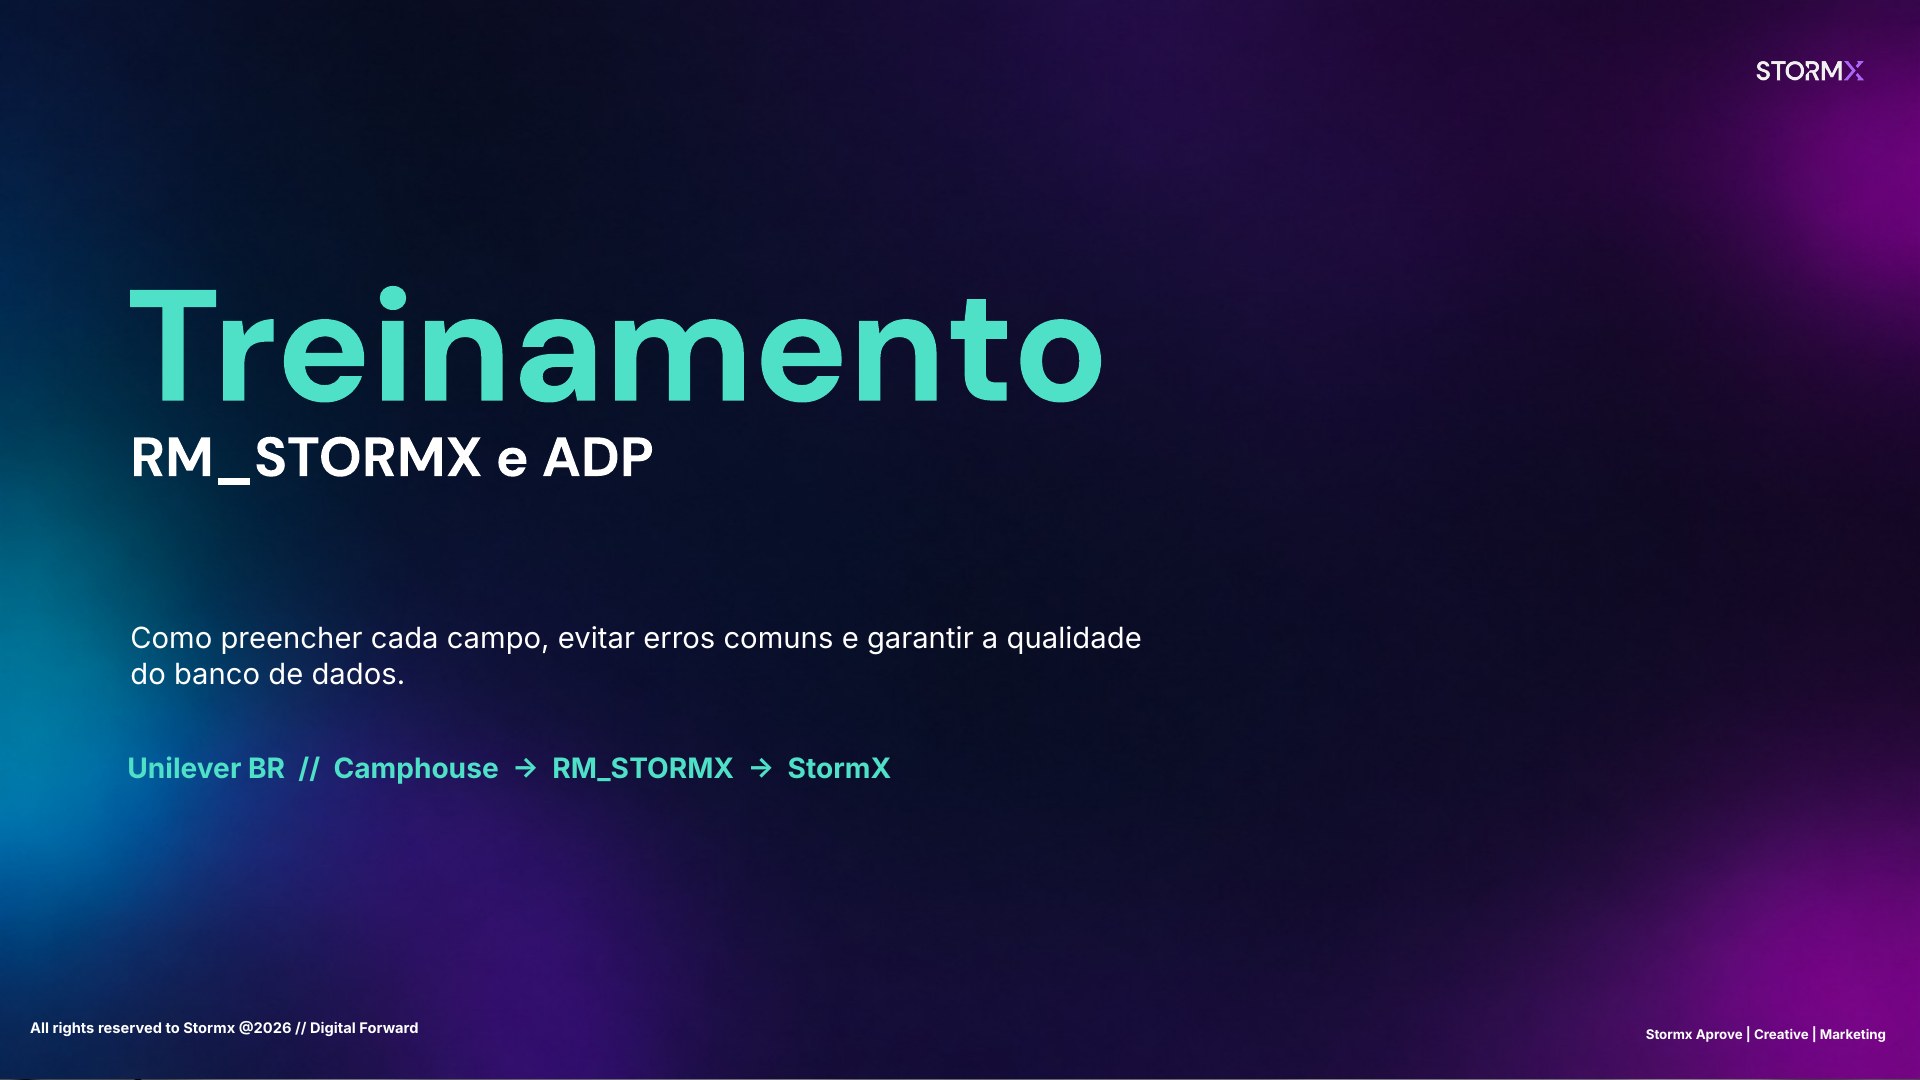 STORMX
Treinamento
RM_STORMX e ADP
Como preencher cada campo, evitar erros comuns e garantir a qualidade
do banco de dados.
Unilever BR // Camphouse → RM_STORMX → StormX
All rights reserved to Stormx @2026 // Digital Forward
Stormx Aprove | Creative | Marketing